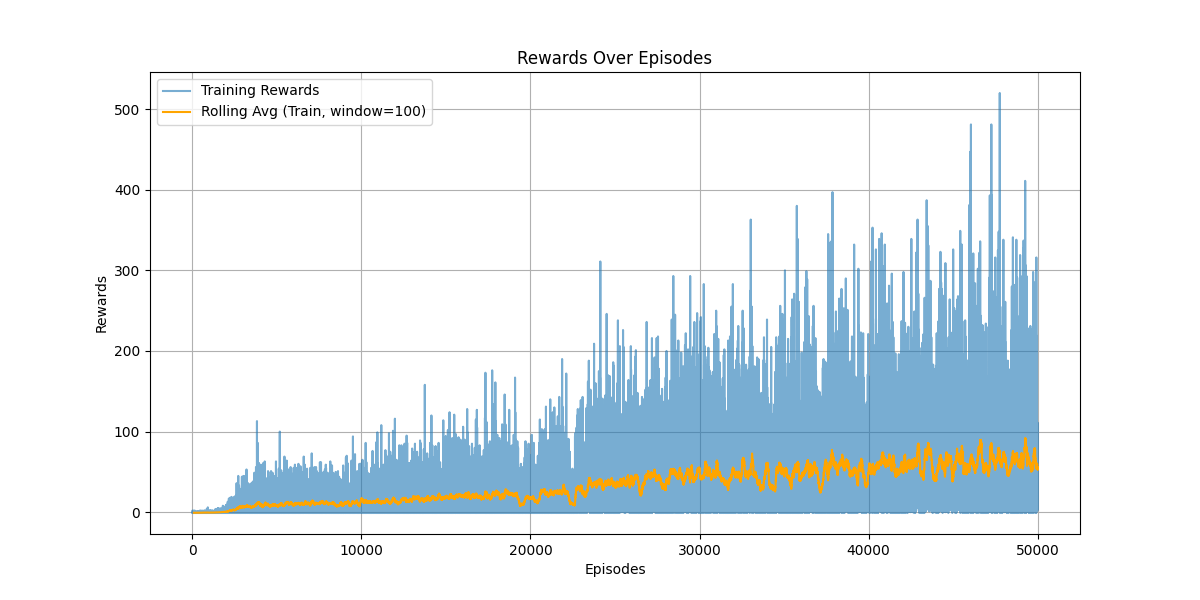 Rewards Over Episodes
Training Rewards
Rolling Avg (Train, window=100)
Rewards
500
400
300
200
100
0
0 10000 20000 30000 40000 50000
Episodes